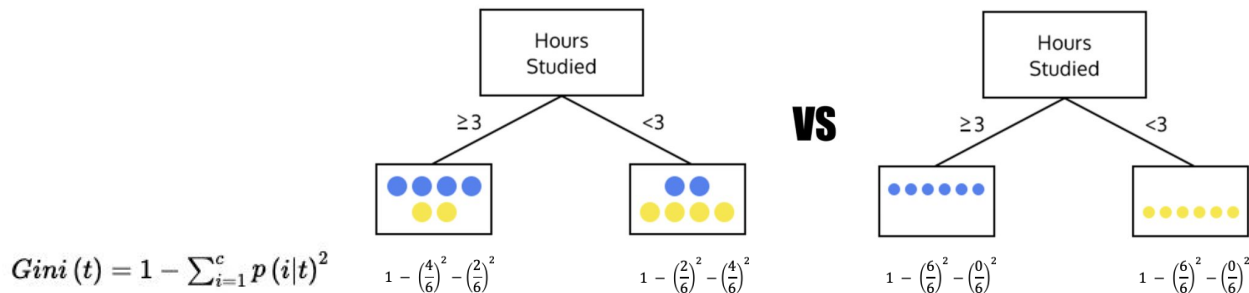 Hours
Studied
≥3
<3
VS
Hours
Studied
≥3
<3
Gini (t) = 1 − ∑ᵢ₌₁ᶜ p (i|t)²
1 − (4/6)² − (2/6)²
1 − (2/6)² − (4/6)²
1 − (6/6)² − (0/6)²
1 − (6/6)² − (0/6)²